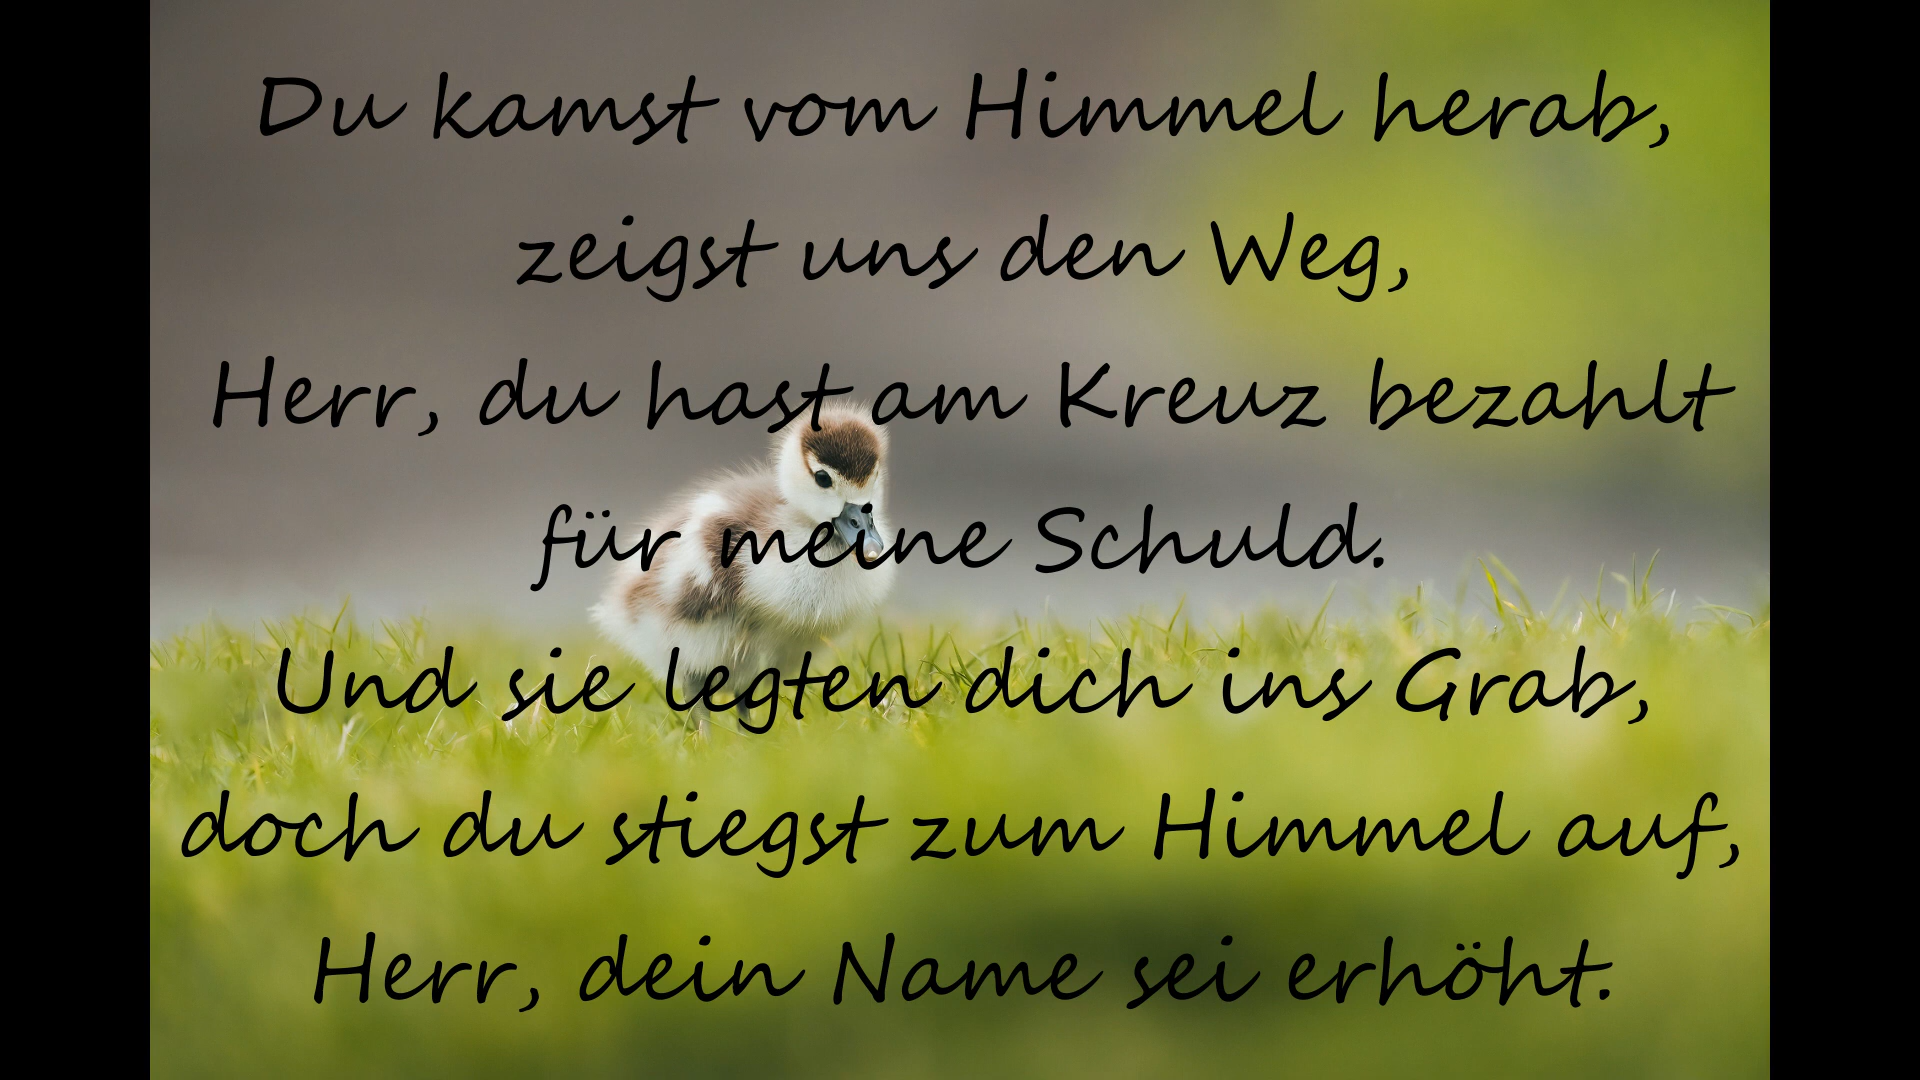 Du kamst vom Himmel herab,
zeigst uns den Weg,
Herr, du hast am Kreuz bezahlt
für meine Schuld.
Und sie legten dich ins Grab,
doch du stiegst zum Himmel auf,
Herr, dein Name sei erhöht.